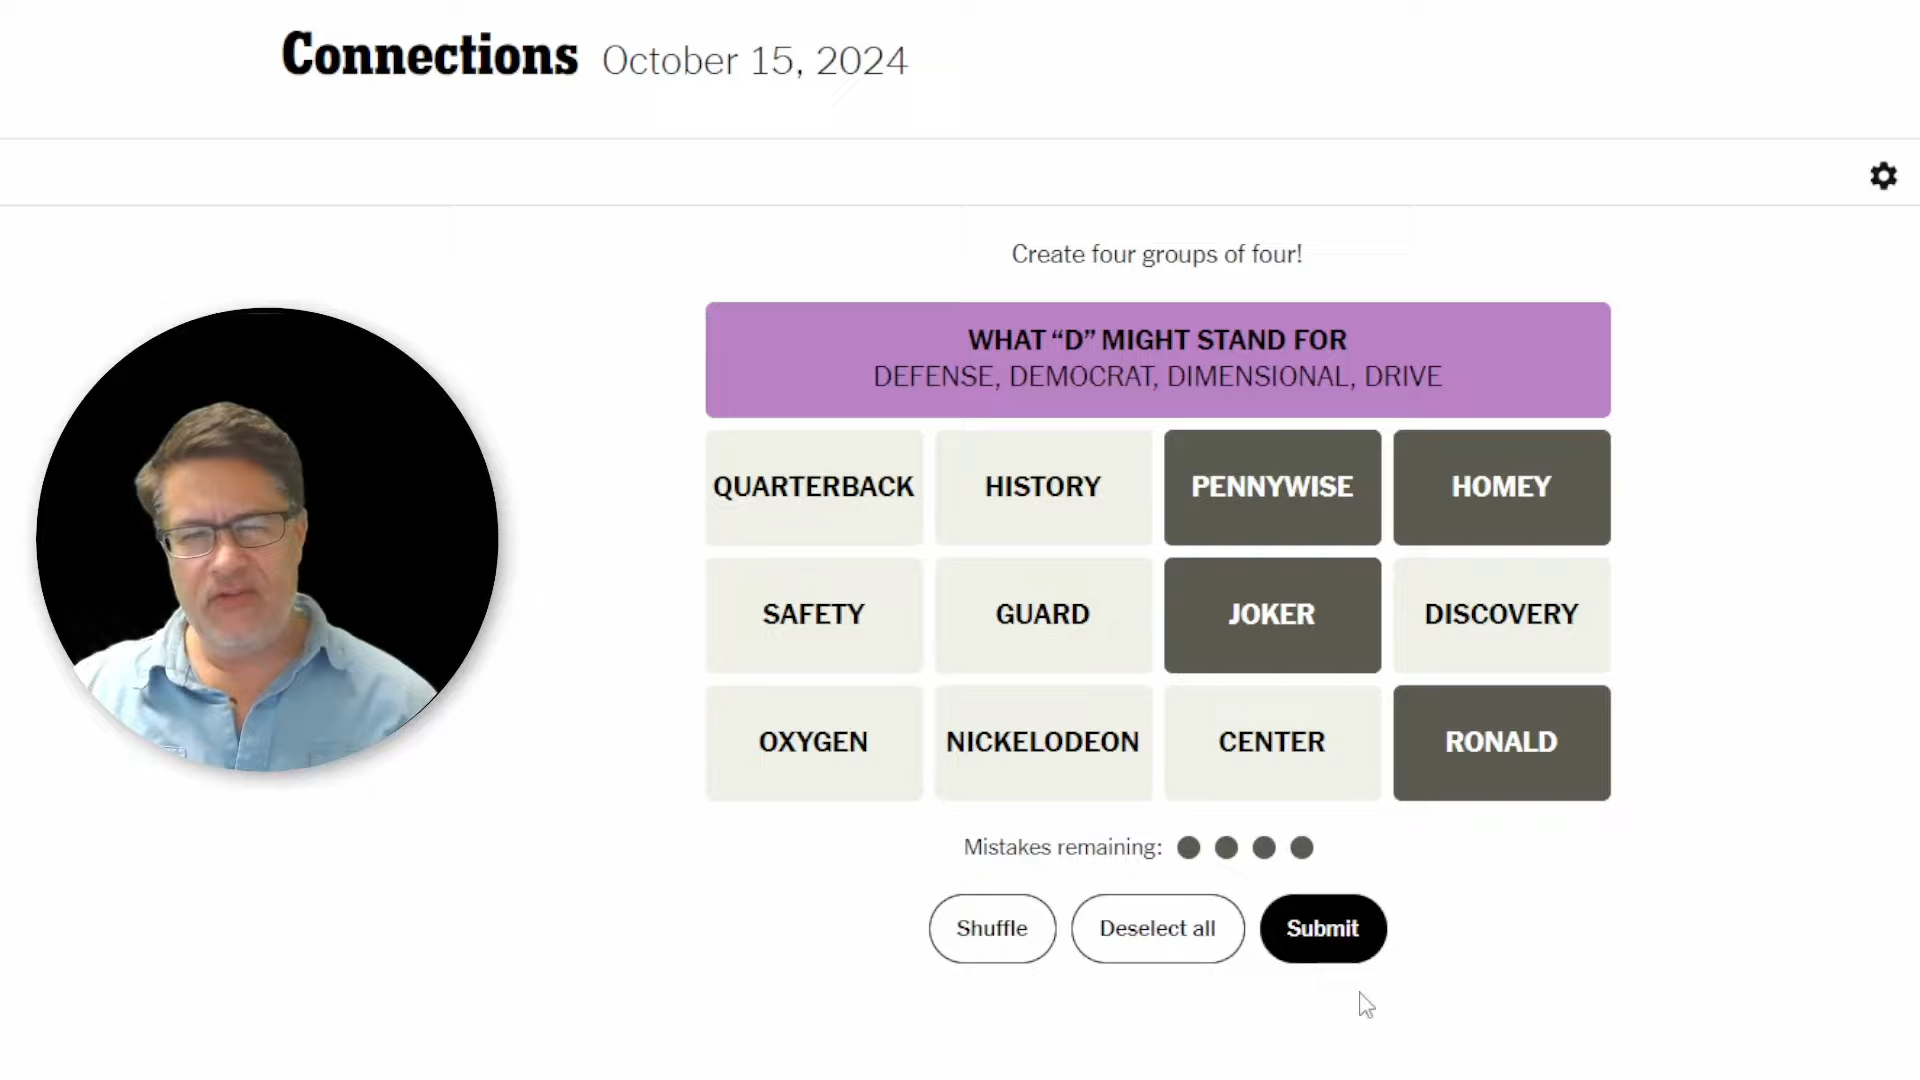 Connections October 15, 2024
Create four groups of four!
WHAT “D” MIGHT STAND FOR
DEFENSE, DEMOCRAT, DIMENSIONAL, DRIVE
QUARTERBACK HISTORY PENNYWISE HOMEY
SAFETY GUARD JOKER DISCOVERY
OXYGEN NICKELODEON CENTER RONALD
Mistakes remaining:
Shuffle Deselect all Submit